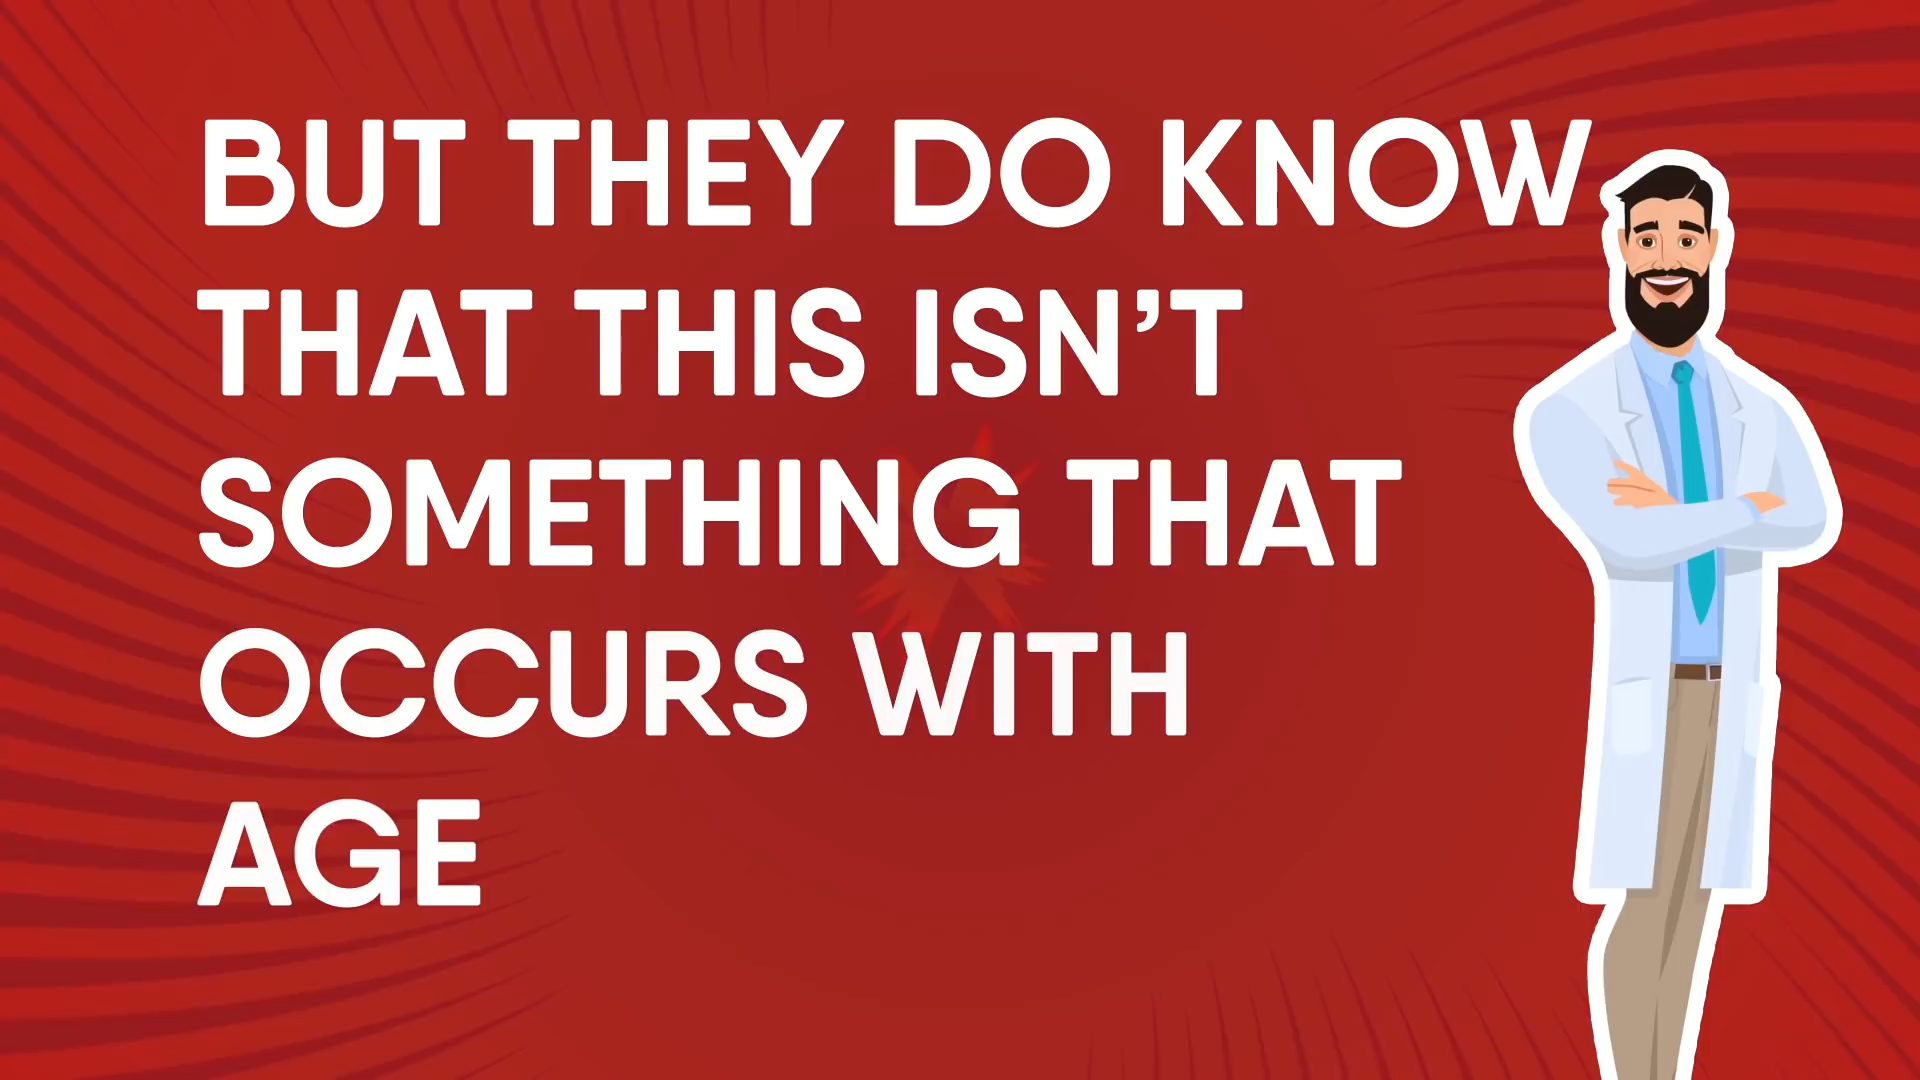 BUT THEY DO KNOW
THAT THIS ISN’T
SOMETHING THAT
OCCURS WITH
AGE